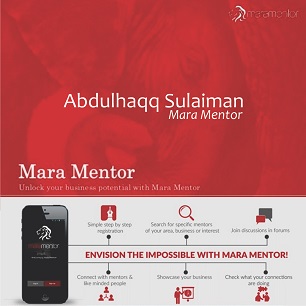 maramentor
Abdulhaqq Sulaiman
Mara Mentor
Mara Mentor
Unlock your business potential with Mara Mentor
Simple step by step
registration
Search for specific mentors
of your area, business or interest
Join discussions in forums
maramentor
ENVISION THE IMPOSSIBLE WITH MARA MENTOR!
Connect with mentors &
like minded people
Showcase your business
Check what your connections
are doing